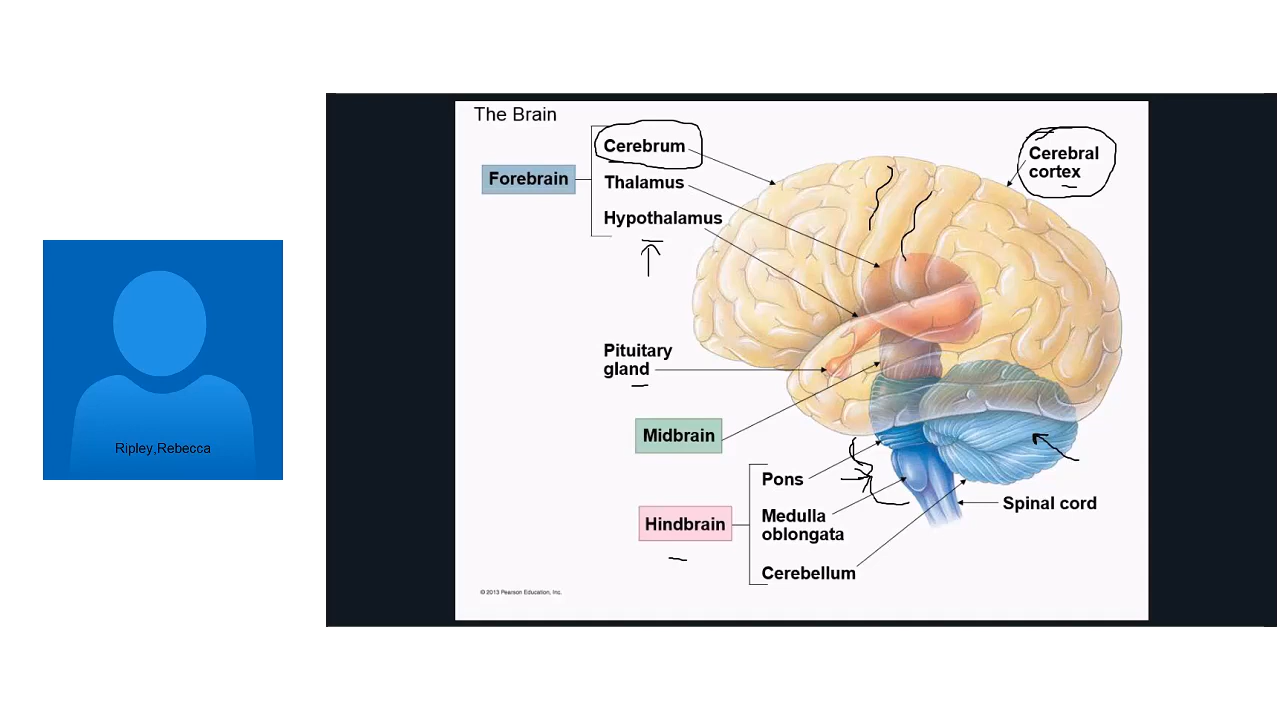 The Brain
Cerebrum
Forebrain
Thalamus
Hypothalamus
Cerebral
cortex
Pituitary
gland
Midbrain
Pons
Hindbrain
Medulla
oblongata
Cerebellum
Spinal cord
© 2013 Pearson Education, Inc.
Ripley,Rebecca